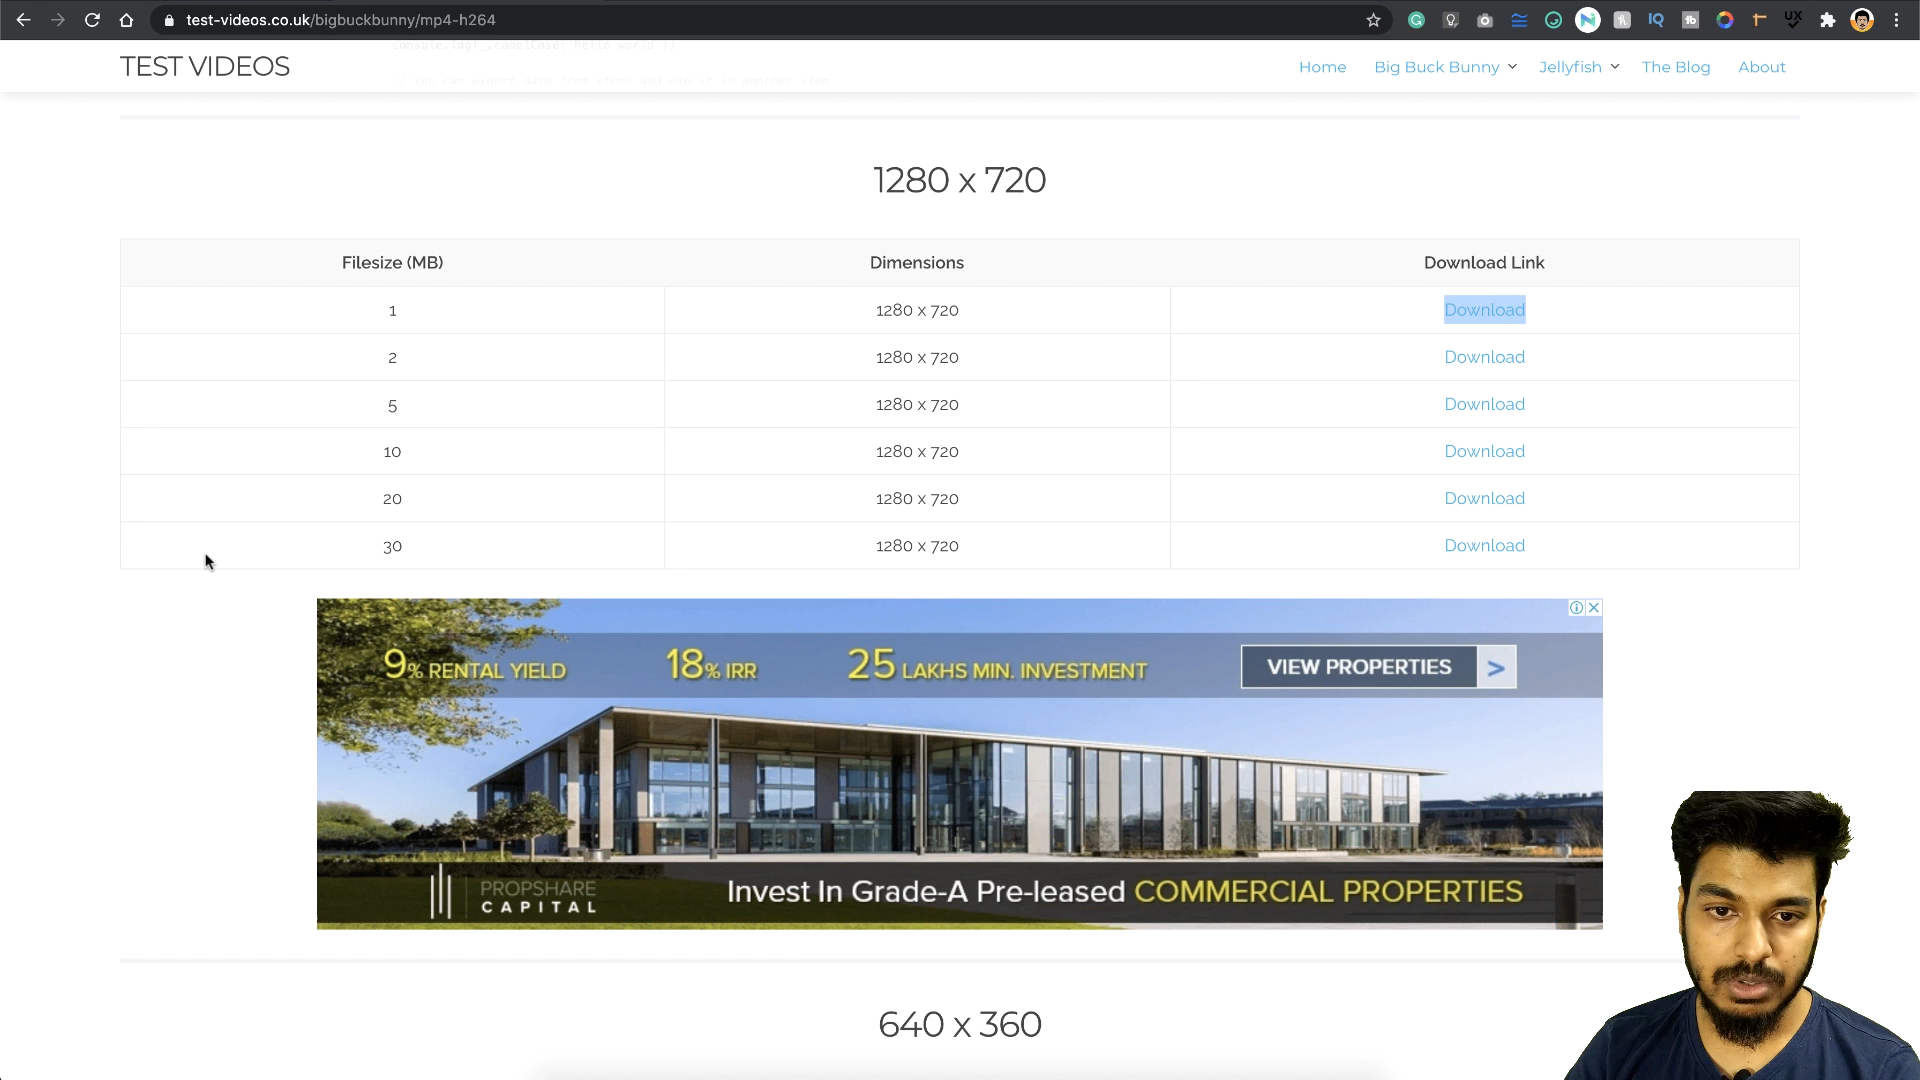 test-videos.co.uk/bigbuckbunny/mp4-h264
TEST VIDEOS
Home
Big Buck Bunny
Jellyfish
The Blog
About
1280 x 720
Filesize (MB) Dimensions Download Link
1 1280 x 720 Download
2 1280 x 720 Download
5 1280 x 720 Download
10 1280 x 720 Download
20 1280 x 720 Download
30 1280 x 720 Download
9% RENTAL YIELD 18% IRR 25 LAKHS MIN. INVESTMENT VIEW PROPERTIES >
PROPSHARE
CAPITAL
Invest In Grade-A Pre-leased COMMERCIAL PROPERTIES
640 x 360